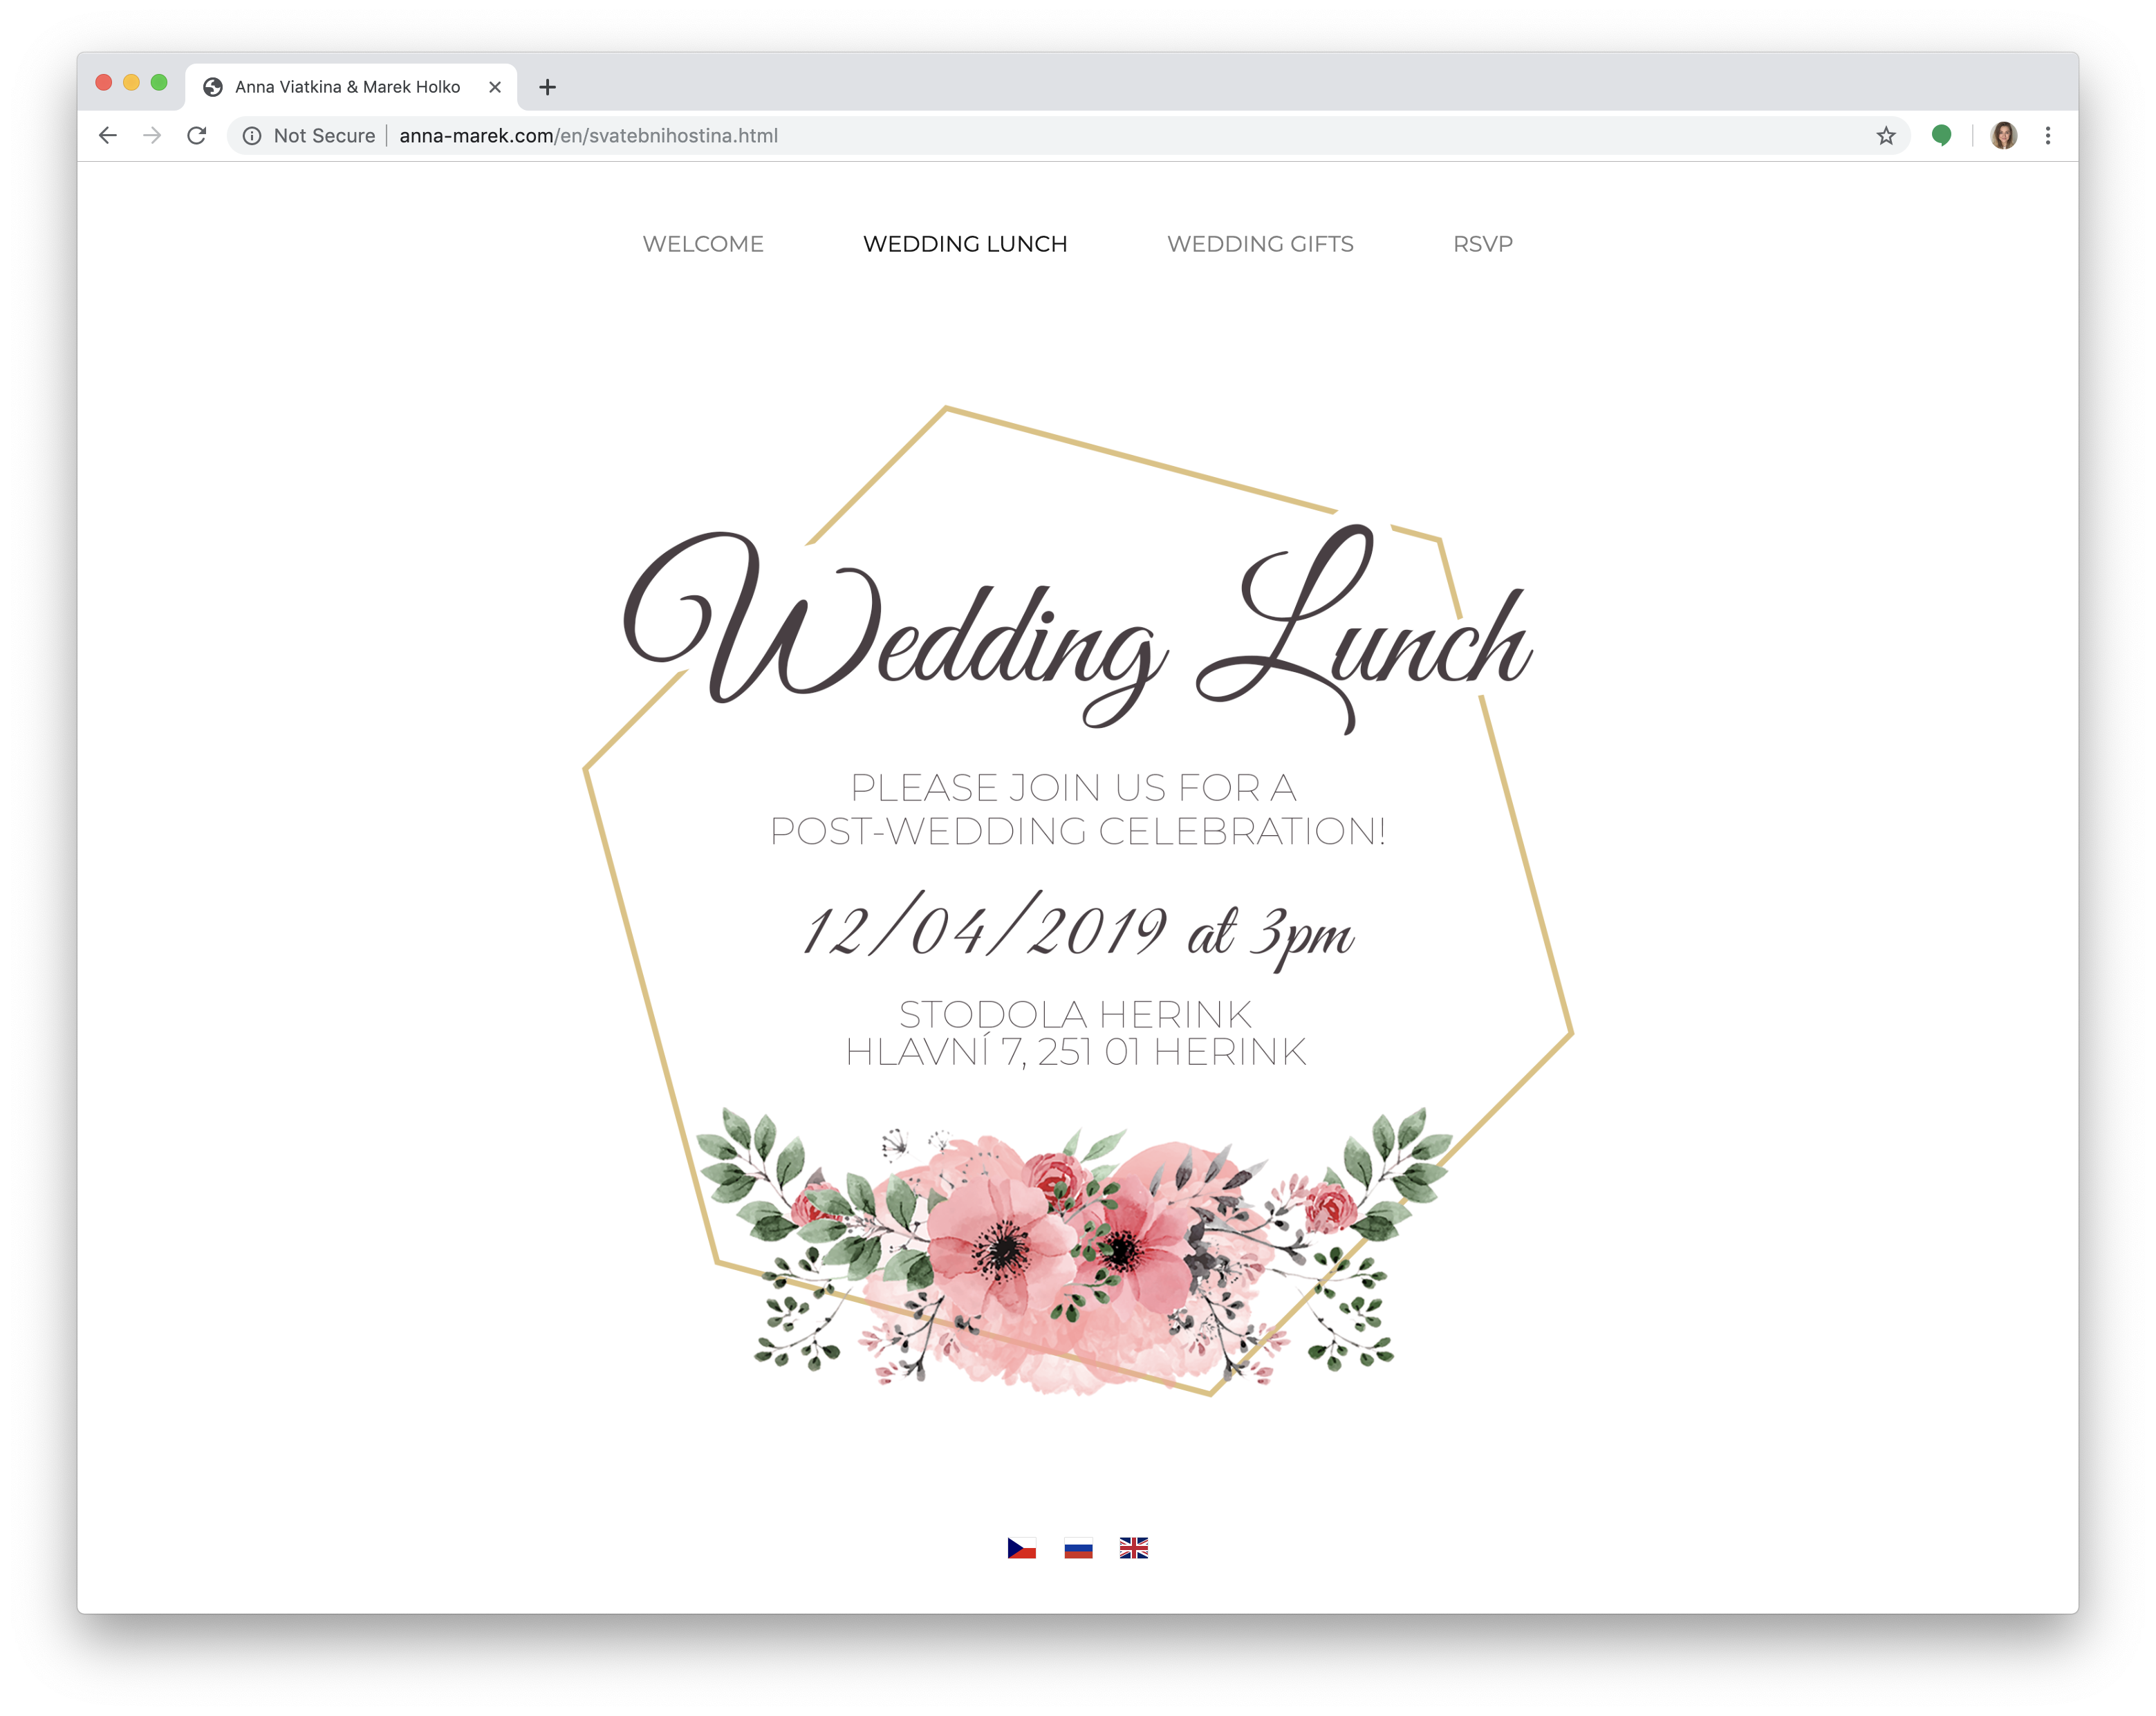 Anna Viatkina & Marek Holko
Not Secure | anna-marek.com/en/svatebnihostina.html
WELCOME WEDDING LUNCH WEDDING GIFTS RSVP
Wedding Lunch
PLEASE JOIN US FOR A
POST-WEDDING CELEBRATION!
12/04/2019 at 3pm
STODOLA HERINK
HLAVNÍ 7, 251 01 HERINK